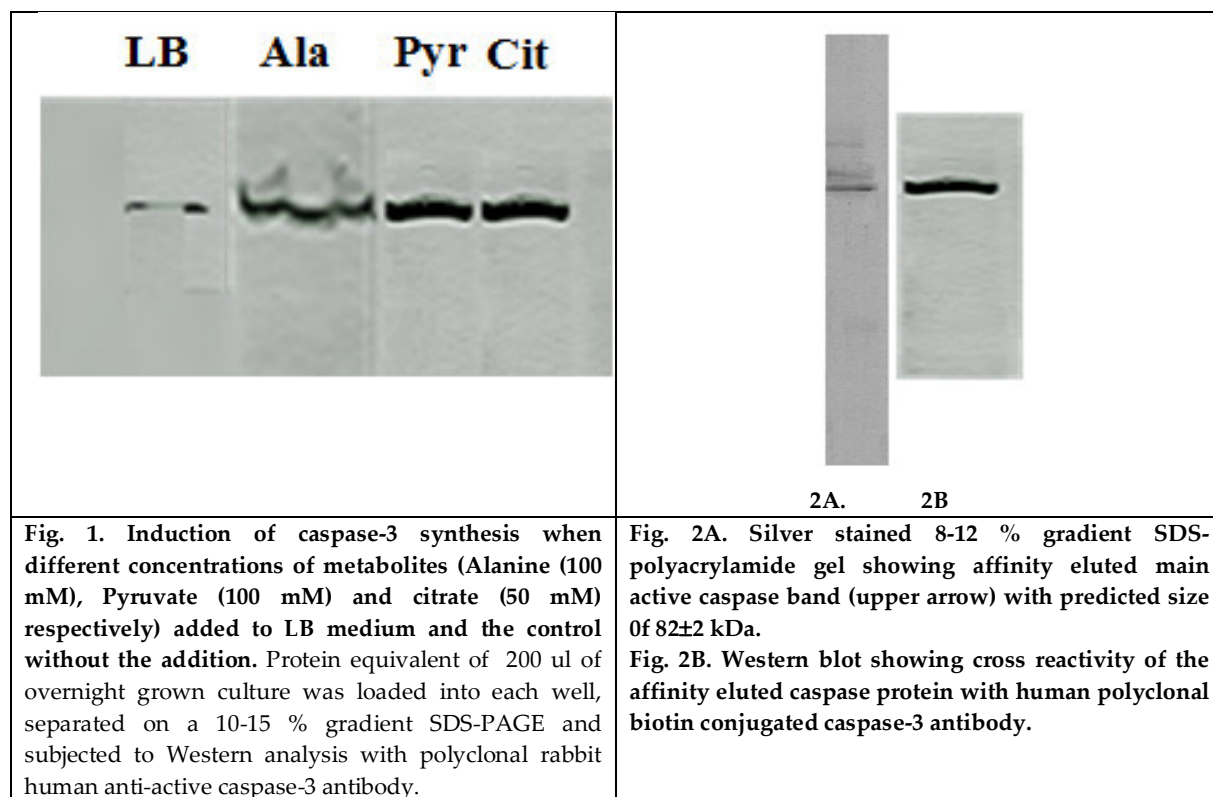 LB Ala Pyr Cit
2A. 2B
Fig. 1. Induction of caspase-3 synthesis when
different concentrations of metabolites (Alanine (100
mM), Pyruvate (100 mM) and citrate (50 mM)
respectively) added to LB medium and the control
without the addition. Protein equivalent of 200 ul of
overnight grown culture was loaded into each well,
separated on a 10-15 % gradient SDS-PAGE and
subjected to Western analysis with polyclonal rabbit
human anti-active caspase-3 antibody.
Fig. 2A. Silver stained 8-12 % gradient SDS-
polyacrylamide gel showing affinity eluted main
active caspase band (upper arrow) with predicted size
0f 82±2 kDa.
Fig. 2B. Western blot showing cross reactivity of the
affinity eluted caspase protein with human polyclonal
biotin conjugated caspase-3 antibody.